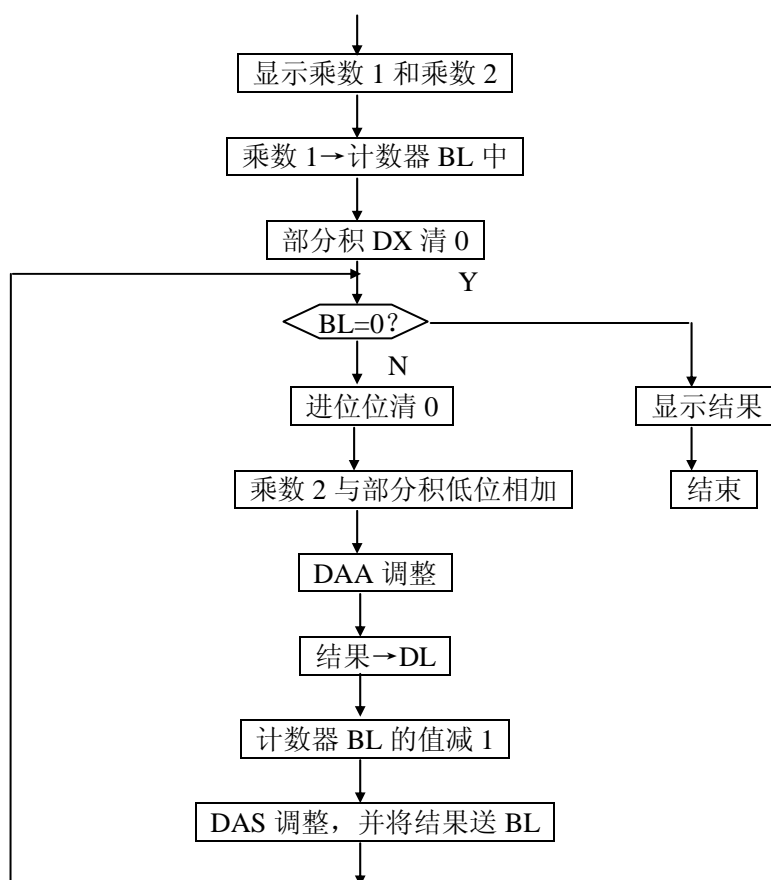 显示乘数 1 和乘数 2
乘数 1→计数器 BL 中
部分积 DX 清 0
Y
BL=0？
N
进位位清 0
显示结果
乘数 2 与部分积低位相加
结束
DAA 调整
结果→DL
计数器 BL 的值减 1
DAS 调整，并将结果送 BL